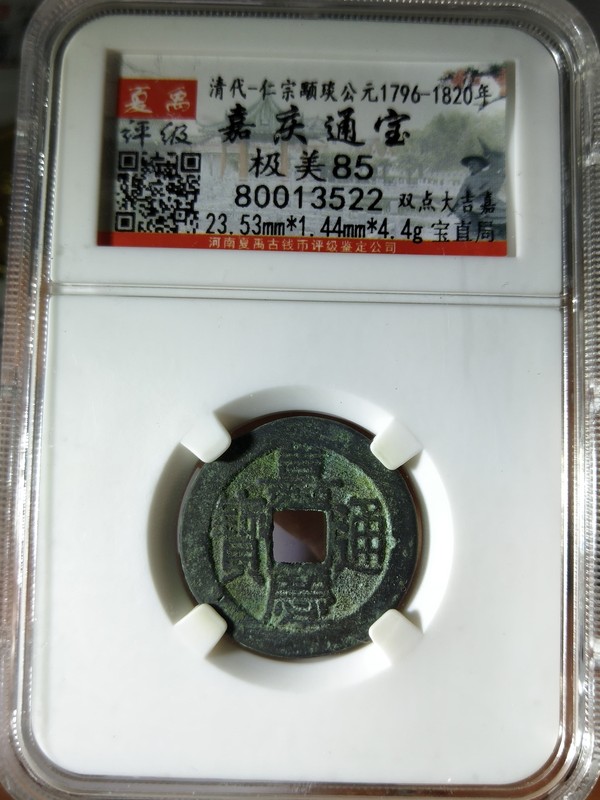 夏禹
评级
清代-仁宗顒琰公元1796-1820年
嘉庆通宝
极美85
80013522 双点大吉嘉
23.53mm*1.44mm*4.4g 宝直局
河南夏禹古钱币评级鉴定公司
嘉慶通寶